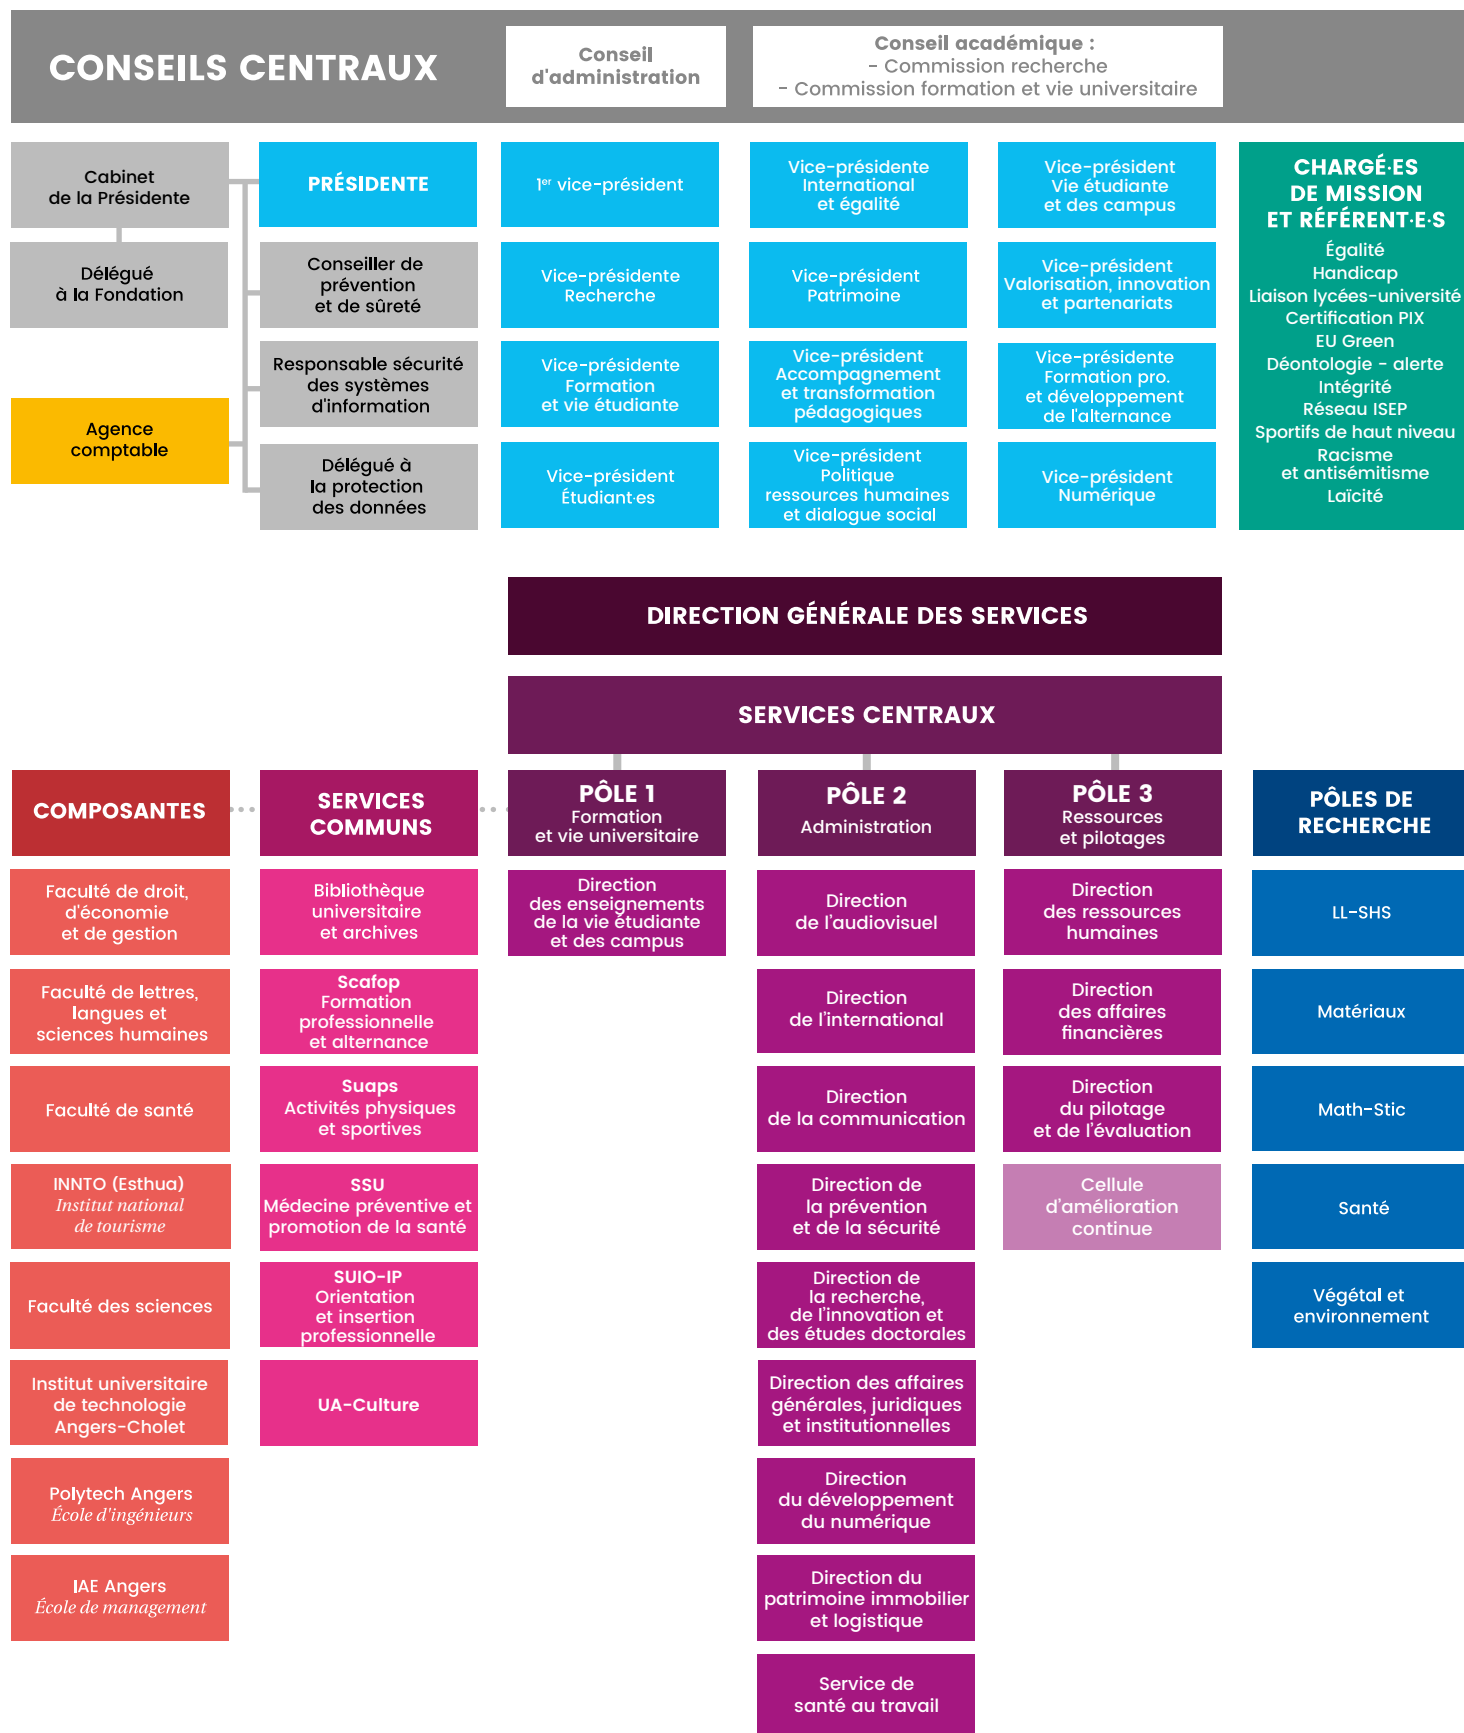 CONSEILS CENTRAUX
Conseil
d'administration
Conseil académique :
- Commission recherche
- Commission formation et vie universitaire
Cabinet
de la Présidente
Délégué
à la Fondation
Agence
comptable
PRÉSIDENTE
Conseiller de
prévention
et de sûreté
Responsable sécurité
des systèmes
d'information
Délégué à
la protection
des données
1er vice-président
Vice-présidente
Recherche
Vice-présidente
Formation
et vie étudiante
Vice-président
Étudiant·es
Vice-présidente
International
et égalité
Vice-président
Patrimoine
Vice-président
Accompagnement
et transformation
pédagogiques
Vice-président
Politique
ressources humaines
et dialogue social
Vice-président
Vie étudiante
et des campus
Vice-président
Valorisation, innovation
et partenariats
Vice-présidente
Formation pro.
et développement
de l'alternance
Vice-président
Numérique
CHARGÉ·ES
DE MISSION
ET RÉFÉRENT·E·S
Égalité
Handicap
Liaison lycées-université
Certification PIX
EU Green
Déontologie - alerte
Intégrité
Réseau ISEP
Sportifs de haut niveau
Racisme
et antisémitisme
Laïcité
DIRECTION GÉNÉRALE DES SERVICES
SERVICES CENTRAUX
COMPOSANTES
Faculté de droit,
d'économie
et de gestion
Faculté de lettres,
langues et
sciences humaines
Faculté de santé
INNTO (Esthua)
Institut national
de tourisme
Faculté des sciences
Institut universitaire
de technologie
Angers-Cholet
Polytech Angers
École d'ingénieurs
IAE Angers
École de management
SERVICES
COMMUNS
Bibliothèque
universitaire
et archives
Scafop
Formation
professionnelle
et alternance
Suaps
Activités physiques
et sportives
SSU
Médecine préventive et
promotion de la santé
SUIO-IP
Orientation
et insertion
professionnelle
UA-Culture
PÔLE 1
Formation
et vie universitaire
Direction
des enseignements
de la vie étudiante
et des campus
PÔLE 2
Administration
Direction
de l'audiovisuel
Direction
de l'international
Direction
de la communication
Direction de
la prévention
et de la sécurité
Direction de
la recherche,
de l'innovation et
des études doctorales
Direction des affaires
générales, juridiques
et institutionnelles
Direction
du développement
du numérique
Direction du
patrimoine immobilier
et logistique
Service de
santé au travail
PÔLE 3
Ressources
et pilotages
Direction
des ressources
humaines
Direction
des affaires
financières
Direction
du pilotage
et de l'évaluation
Cellule
d'amélioration
continue
PÔLES DE
RECHERCHE
LL-SHS
Matériaux
Math-Stic
Santé
Végétal et
environnement